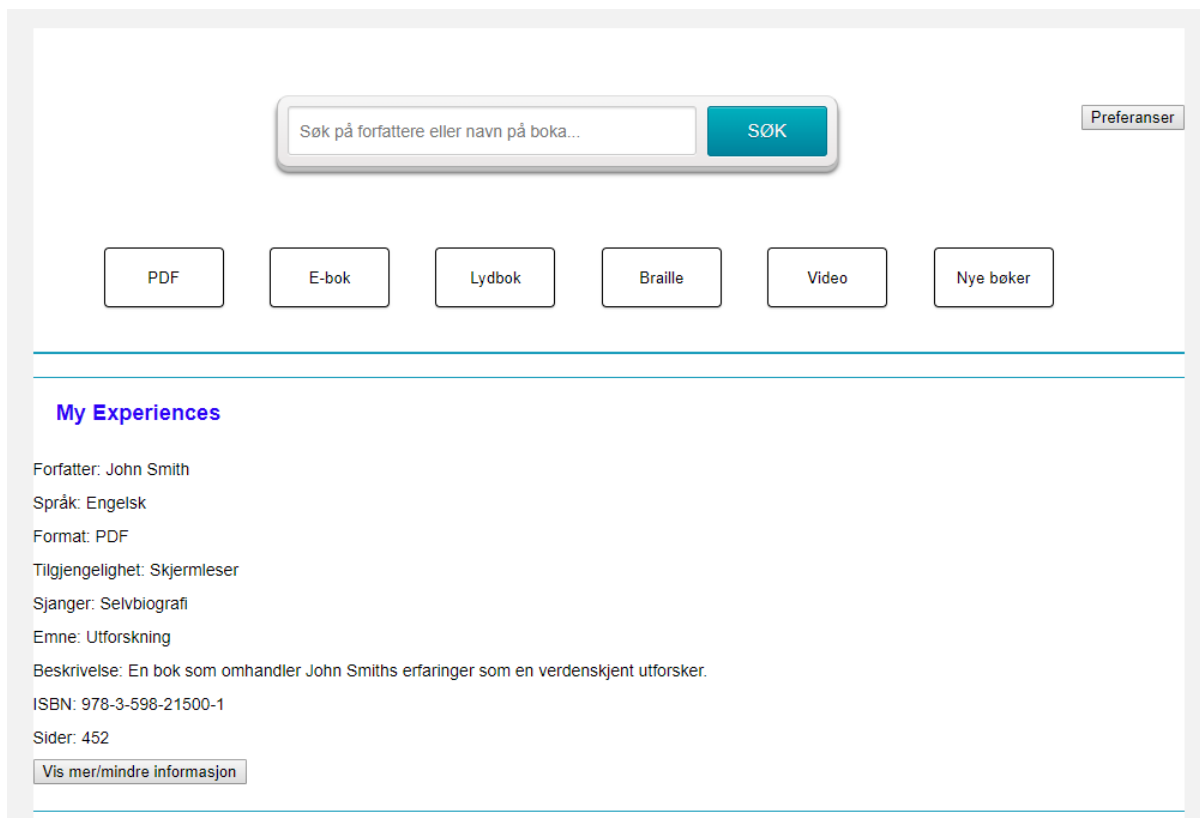 Søk på forfattere eller navn på boka...
SØK
Preferanser
PDF
E-bok
Lydbok
Braille
Video
Nye bøker
My Experiences
Forfatter: John Smith
Språk: Engelsk
Format: PDF
Tilgjengelighet: Skjermleser
Sjanger: Selvbiografi
Emne: Utforskning
Beskrivelse: En bok som omhandler John Smiths erfaringer som en verdenskjent utforsker.
ISBN: 978-3-598-21500-1
Sider: 452
Vis mer/mindre informasjon